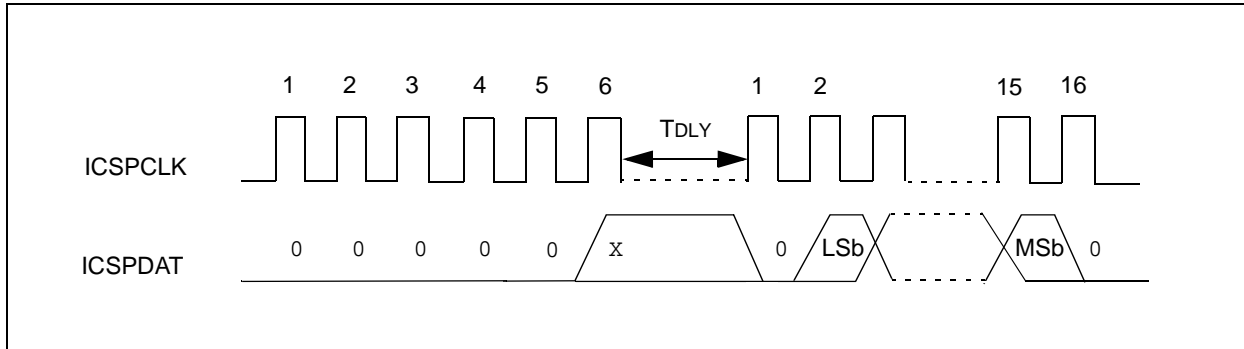 1 2 3 4 5 6 1 2 15 16
TDLY
ICSPCLK
ICSPDAT 0 0 0 0 0 X 0 LSb MSb 0